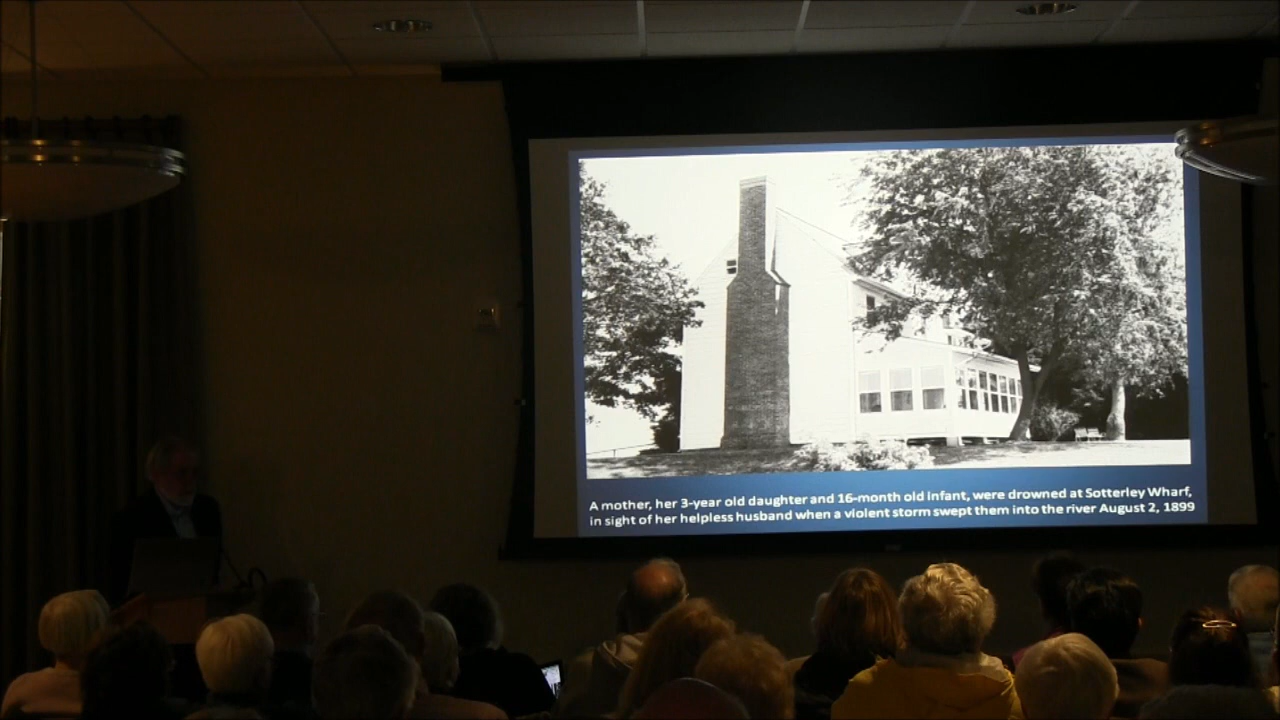 A mother, her 3-year old daughter and 16-month old infant, were drowned at Sotterley Wharf,
in sight of her helpless husband when a violent storm swept them into the river August 2, 1899